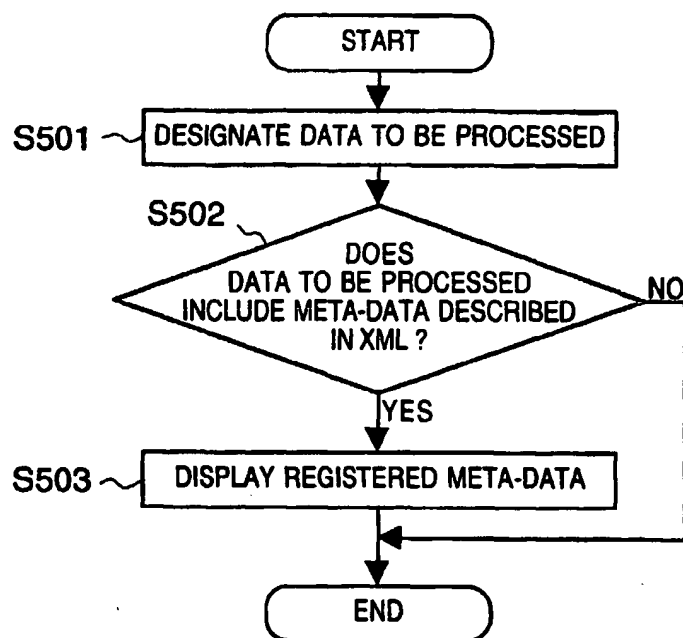 START
S501 DESIGNATE DATA TO BE PROCESSED
S502
DOES
DATA TO BE PROCESSED
INCLUDE META-DATA DESCRIBED
IN XML ?
NO
YES
S503 DISPLAY REGISTERED META-DATA
END